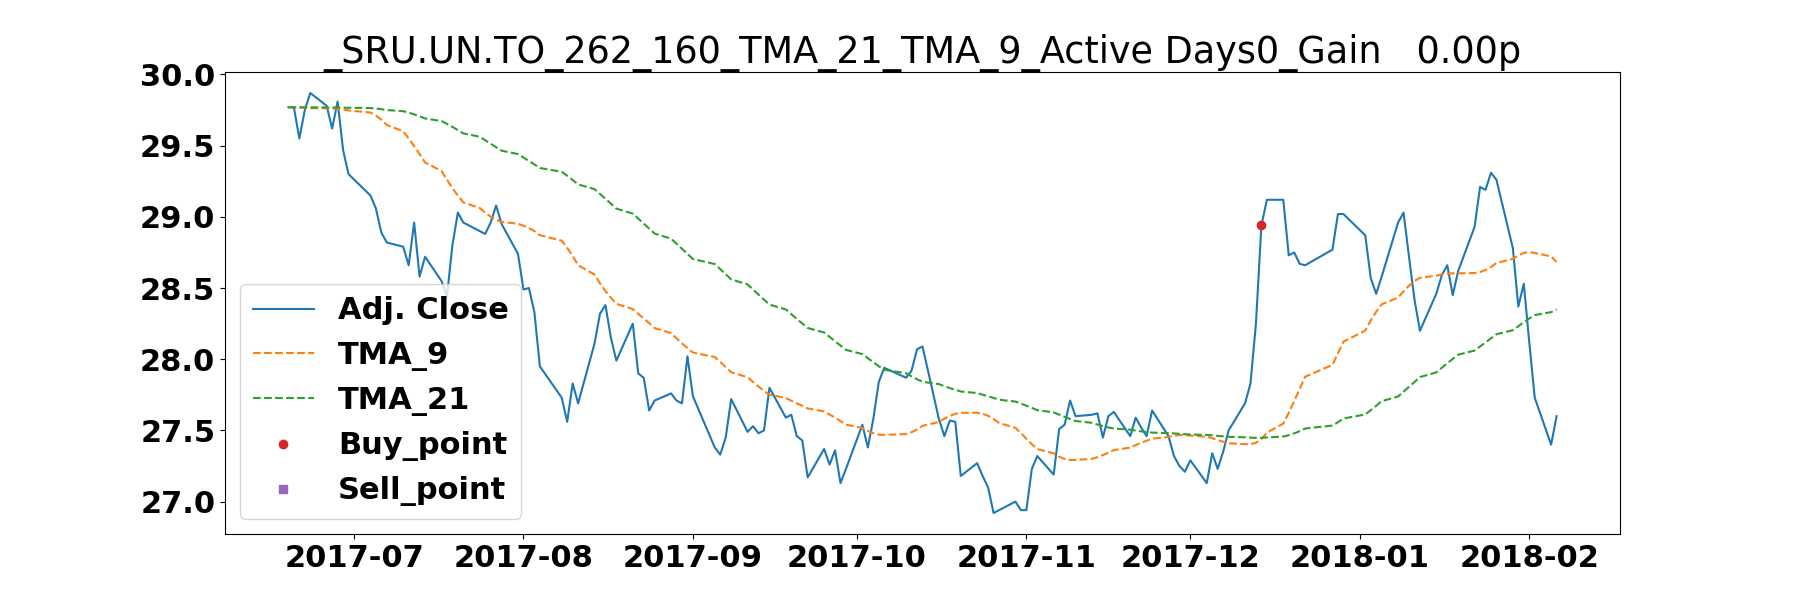 _SRU.UN.TO_262_160_TMA_21_TMA_9_Active Days0_Gain   0.00p
30.0
29.5
29.0
28.5
28.0
27.5
27.0
Adj. Close
TMA_9
TMA_21
Buy_point
Sell_point
2017-07 2017-08 2017-09 2017-10 2017-11 2017-12 2018-01 2018-02